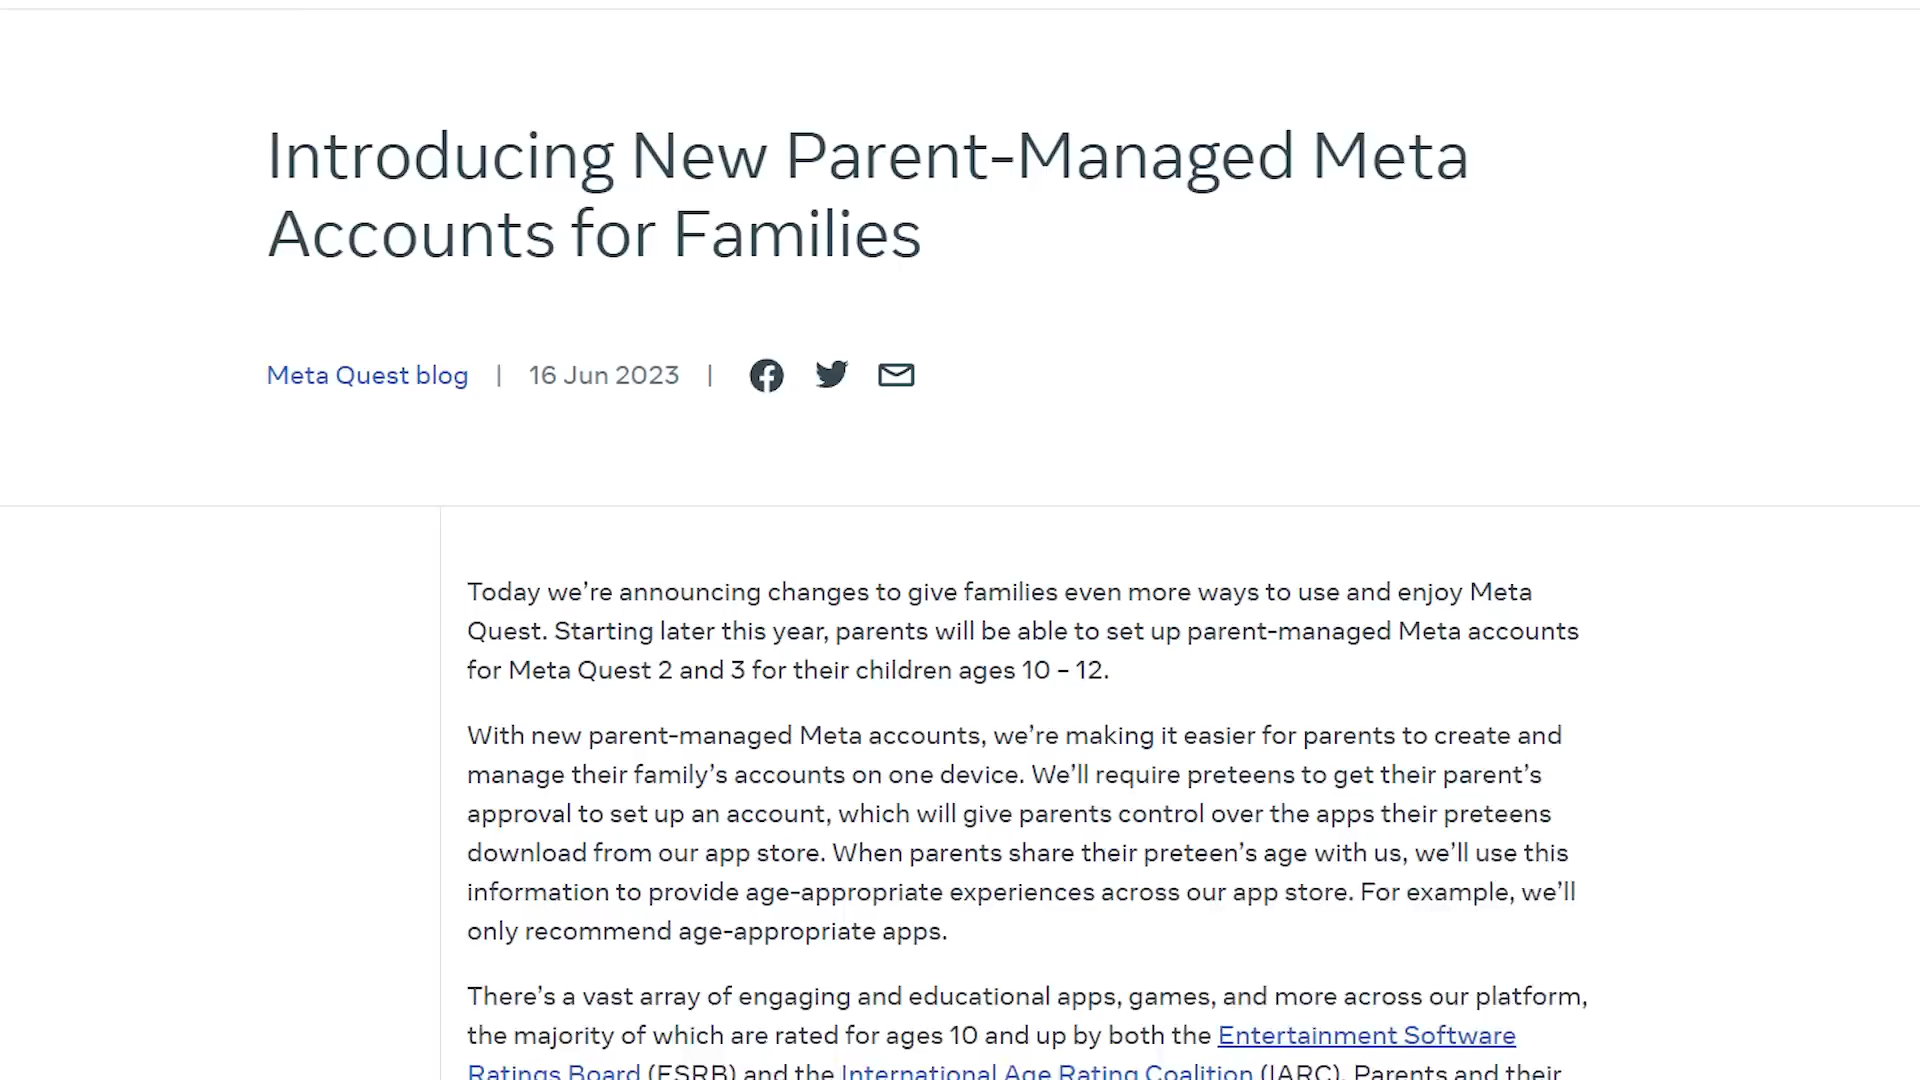 Introducing New Parent-Managed Meta
Accounts for Families
Meta Quest blog | 16 Jun 2023 |
Today we’re announcing changes to give families even more ways to use and enjoy Meta
Quest. Starting later this year, parents will be able to set up parent-managed Meta accounts
for Meta Quest 2 and 3 for their children ages 10 – 12.
With new parent-managed Meta accounts, we’re making it easier for parents to create and
manage their family’s accounts on one device. We’ll require preteens to get their parent’s
approval to set up an account, which will give parents control over the apps their preteens
download from our app store. When parents share their preteen’s age with us, we’ll use this
information to provide age-appropriate experiences across our app store. For example, we’ll
only recommend age-appropriate apps.
There’s a vast array of engaging and educational apps, games, and more across our platform,
the majority of which are rated for ages 10 and up by both the Entertainment Software
Ratings Board (ESRB) and the International Age Rating Coalition (IARC). Parents and their